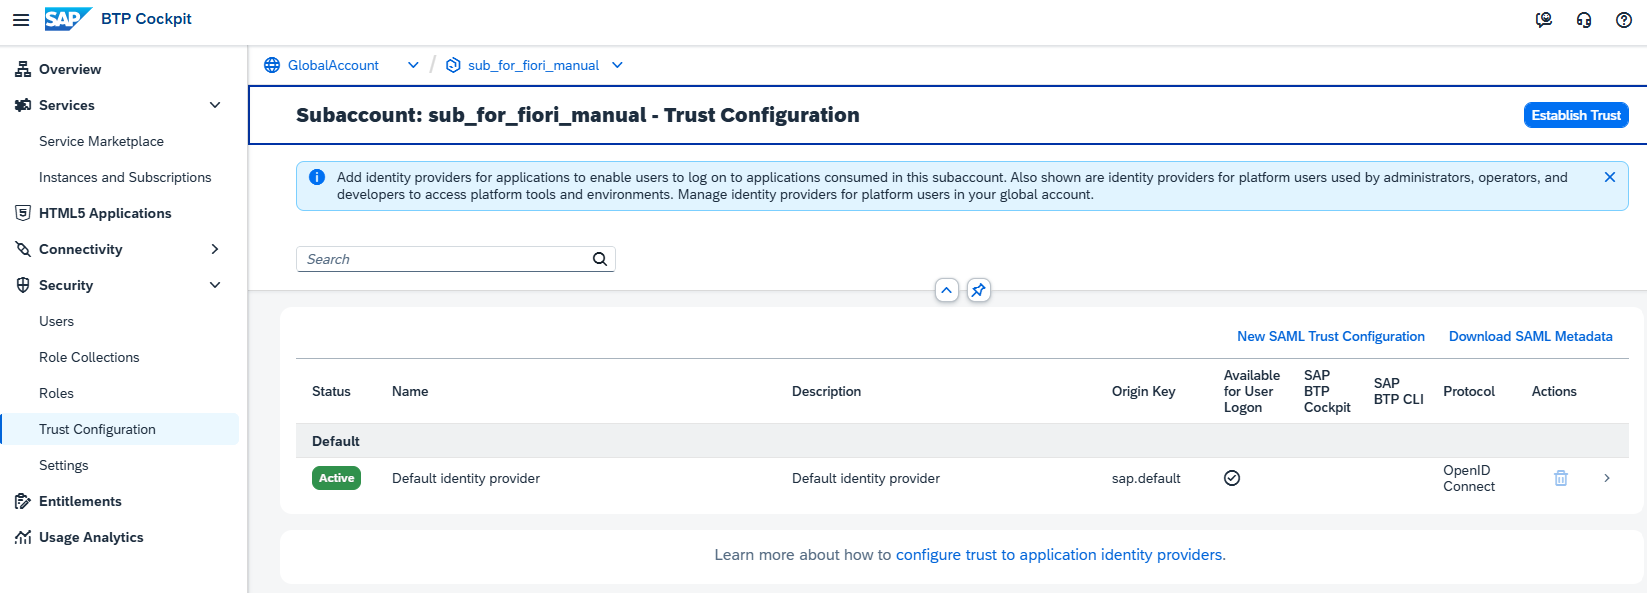 SAP BTP Cockpit
Overview
Services
Service Marketplace
Instances and Subscriptions
HTML5 Applications
Connectivity
Security
Users
Role Collections
Roles
Trust Configuration
Settings
Entitlements
Usage Analytics
GlobalAccount / sub_for_fiori_manual
Subaccount: sub_for_fiori_manual - Trust Configuration
Establish Trust
Add identity providers for applications to enable users to log on to applications consumed in this subaccount. Also shown are identity providers for platform users used by administrators, operators, and
developers to access platform tools and environments. Manage identity providers for platform users in your global account.
Search
New SAML Trust Configuration Download SAML Metadata
Status
Name
Description
Origin Key
Available
for User
Logon
SAP
BTP
Cockpit
SAP
BTP CLI
Protocol
Actions
Default
Active
Default identity provider
Default identity provider
sap.default
OpenID
Connect
Learn more about how to configure trust to application identity providers.